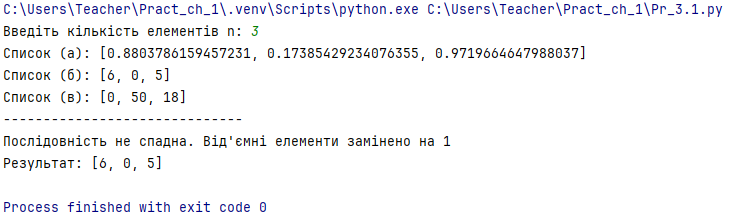 C:\Users\Teacher\Pract_ch_1\.venv\Scripts\python.exe C:\Users\Teacher\Pract_ch_1\Pr_3.1.py
Введіть кількість елементів n: 3
Список (а): [0.8803786159457231, 0.17385429234076355, 0.9719664647988037]
Список (б): [6, 0, 5]
Список (в): [0, 50, 18]
------------------------------
Послідовність не спадна. Від'ємні елементи замінено на 1
Результат: [6, 0, 5]
Process finished with exit code 0